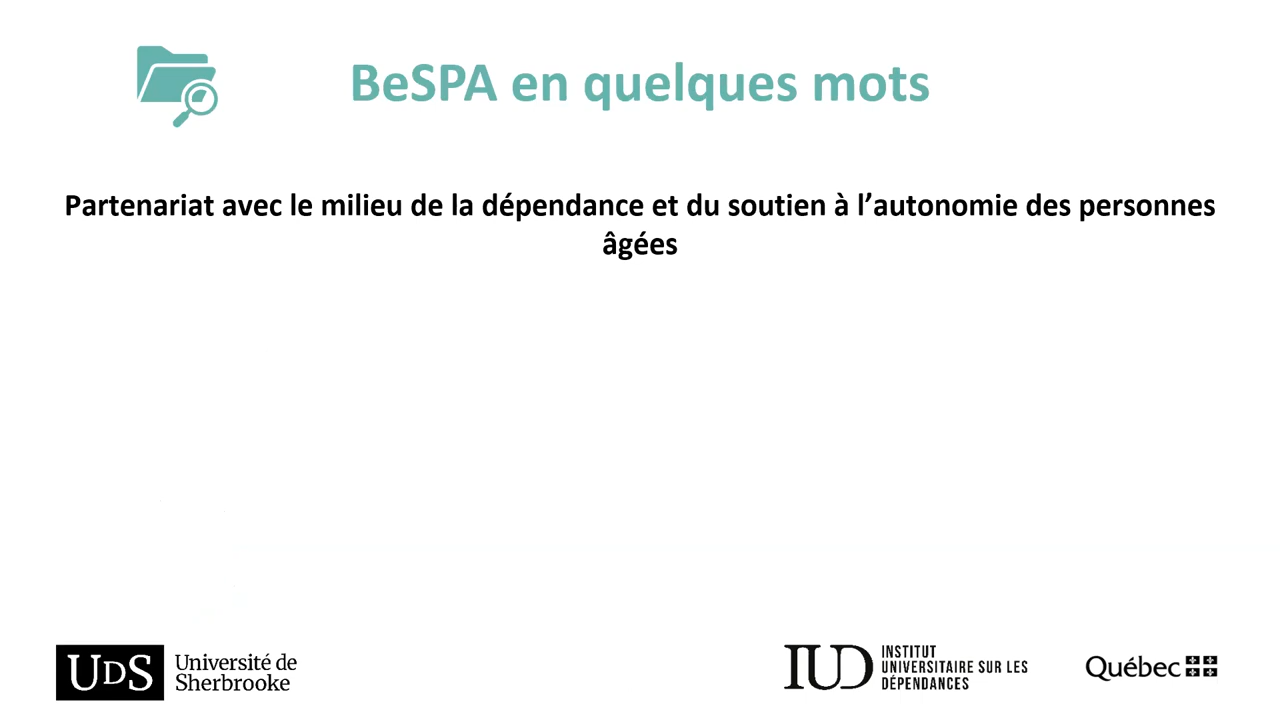 BeSPA en quelques mots
Partenariat avec le milieu de la dépendance et du soutien à l’autonomie des personnes
âgées
UDS
Université de
Sherbrooke
IUD
INSTITUT
UNIVERSITAIRE SUR LES
DÉPENDANCES
Québec